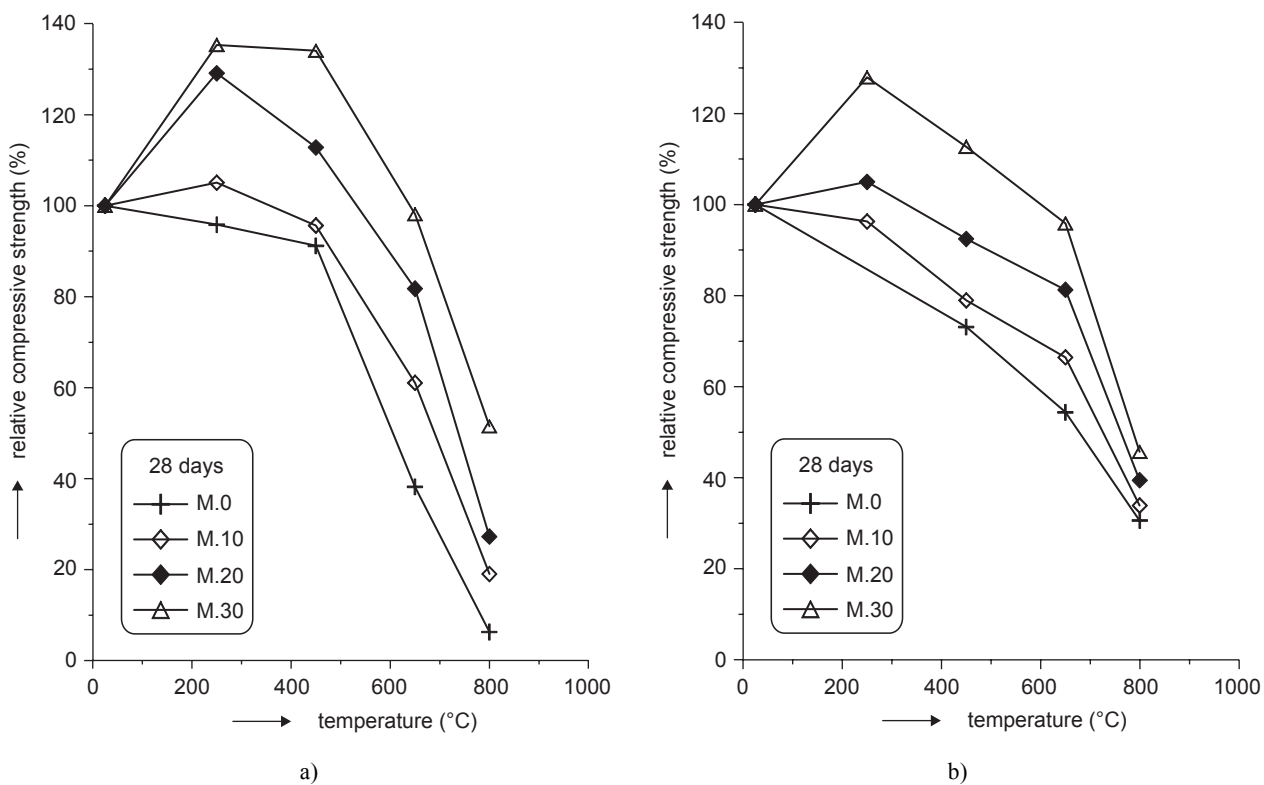 140
120
100
80
60
40
20
0
relative compressive strength (%)
28 days
M.0
M.10
M.20
M.30
0 200 400 600 800 1000
temperature (°C)
a)
140
120
100
80
60
40
20
0
relative compressive strength (%)
28 days
M.0
M.10
M.20
M.30
0 200 400 600 800 1000
temperature (°C)
b)